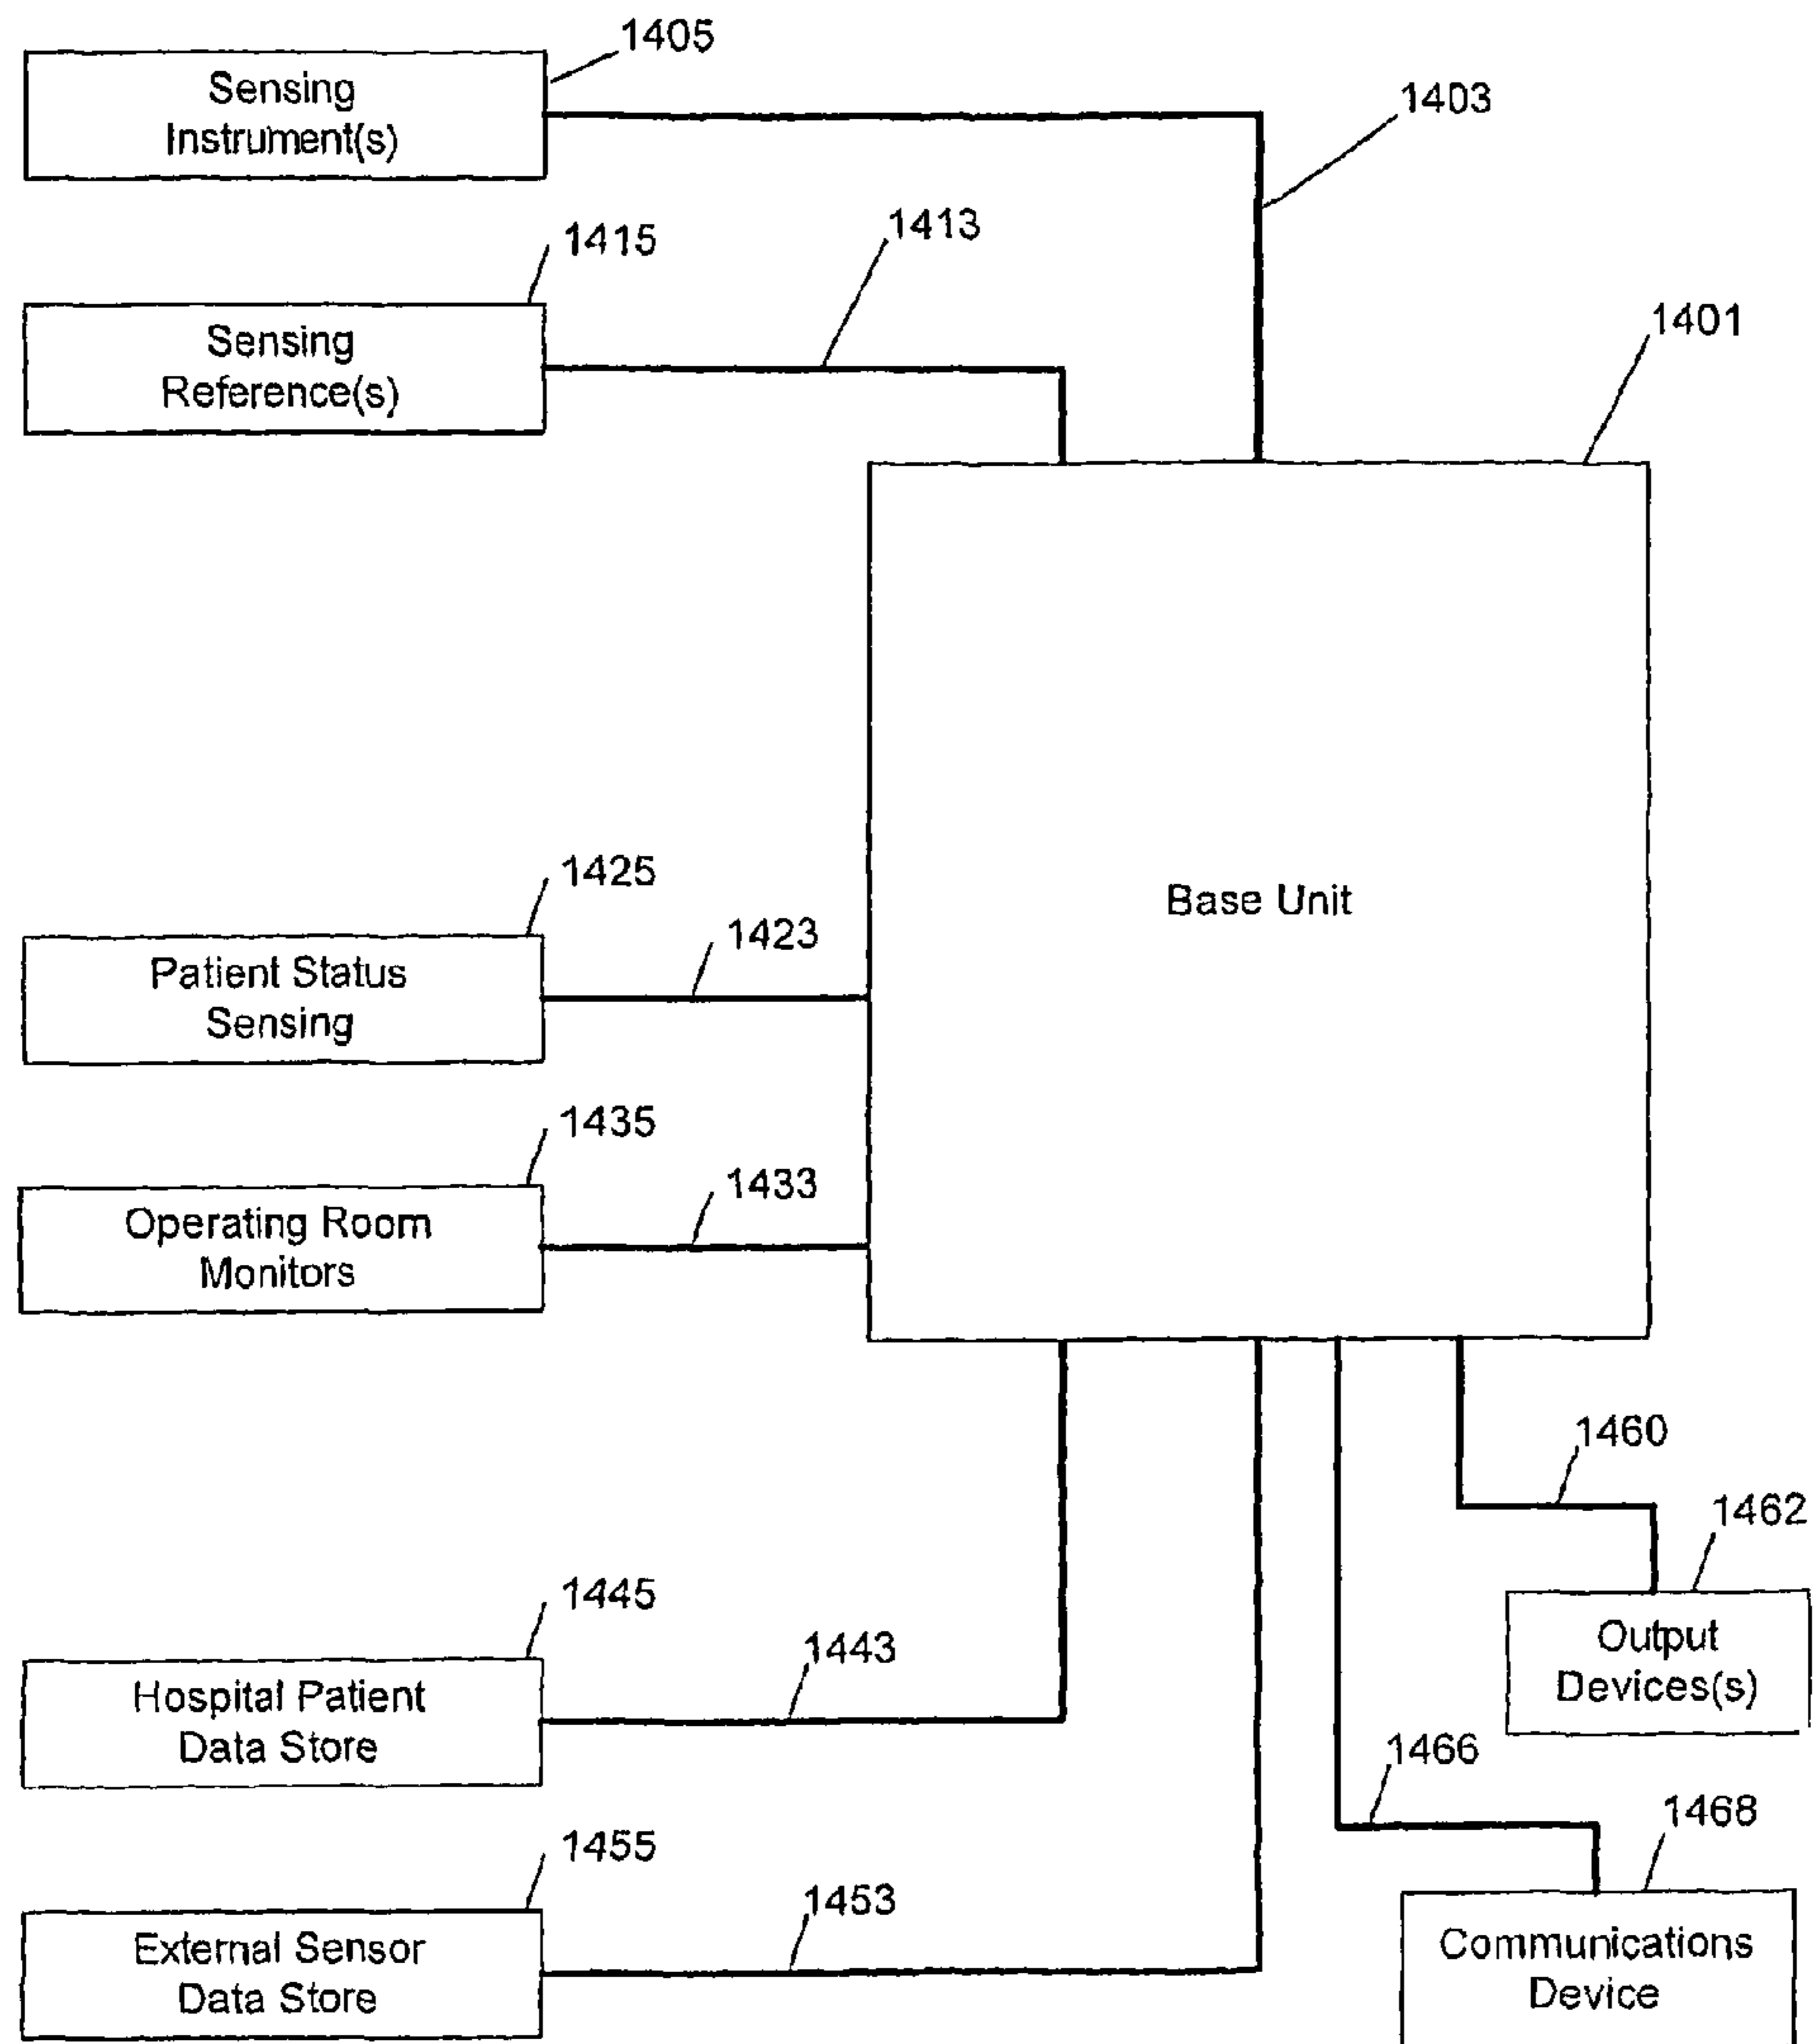 1405
Sensing
Instrument(s)
1403
1415
1413
Sensing
Reference(s)
1401
Base Unit
1425
1423
Patient Status
Sensing
1435
1433
Operating Room
Monitors
1460
1462
Output
Devices(s)
1445
1443
Hospital Patient
Data Store
1466
1468
Communications
Device
1455
1453
External Sensor
Data Store